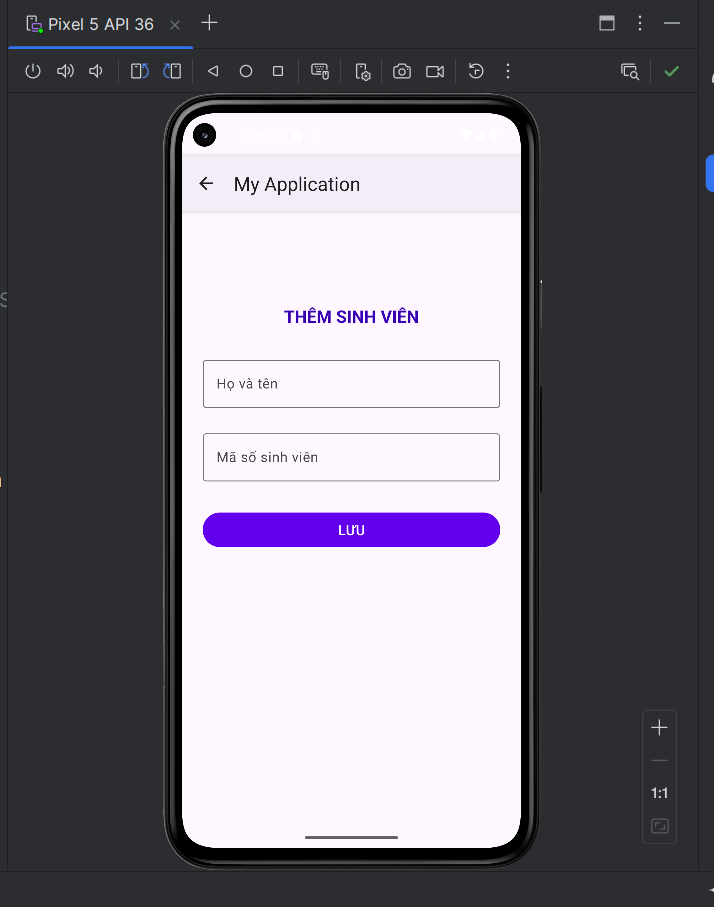 Pixel 5 API 36
My Application
THÊM SINH VIÊN
Họ và tên
Mã số sinh viên
LƯU
1:1